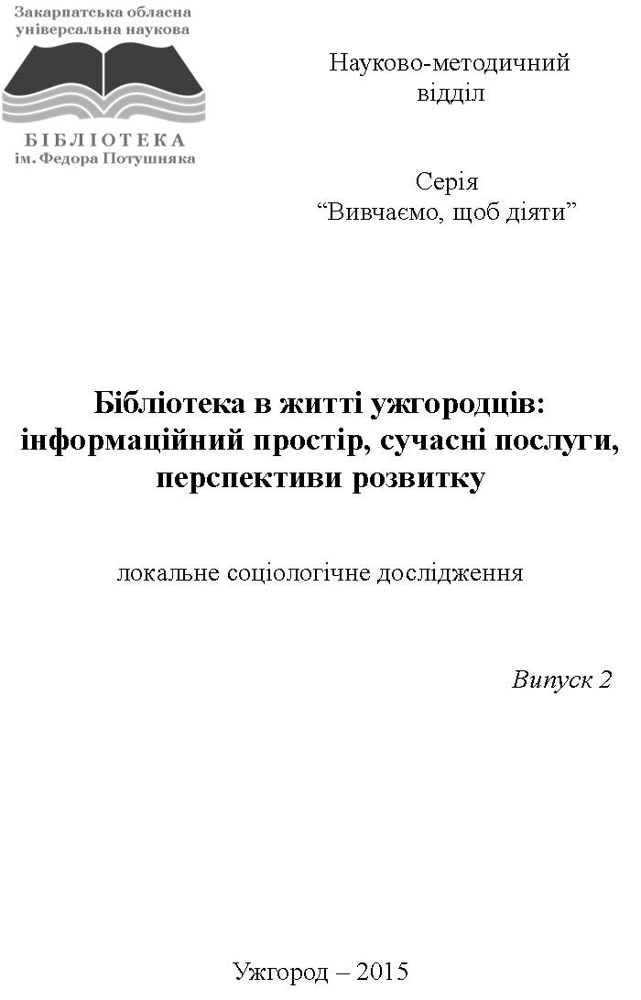 Закарпатська обласна
універсальна наукова
БІБЛІОТЕКА
ім. Федора Потушняка
Науково-методичний
відділ
Серія
“Вивчаємо, щоб діяти”
Бібліотека в житті ужгородців:
інформаційний простір, сучасні послуги,
перспективи розвитку
локальне соціологічне дослідження
Випуск 2
Ужгород – 2015